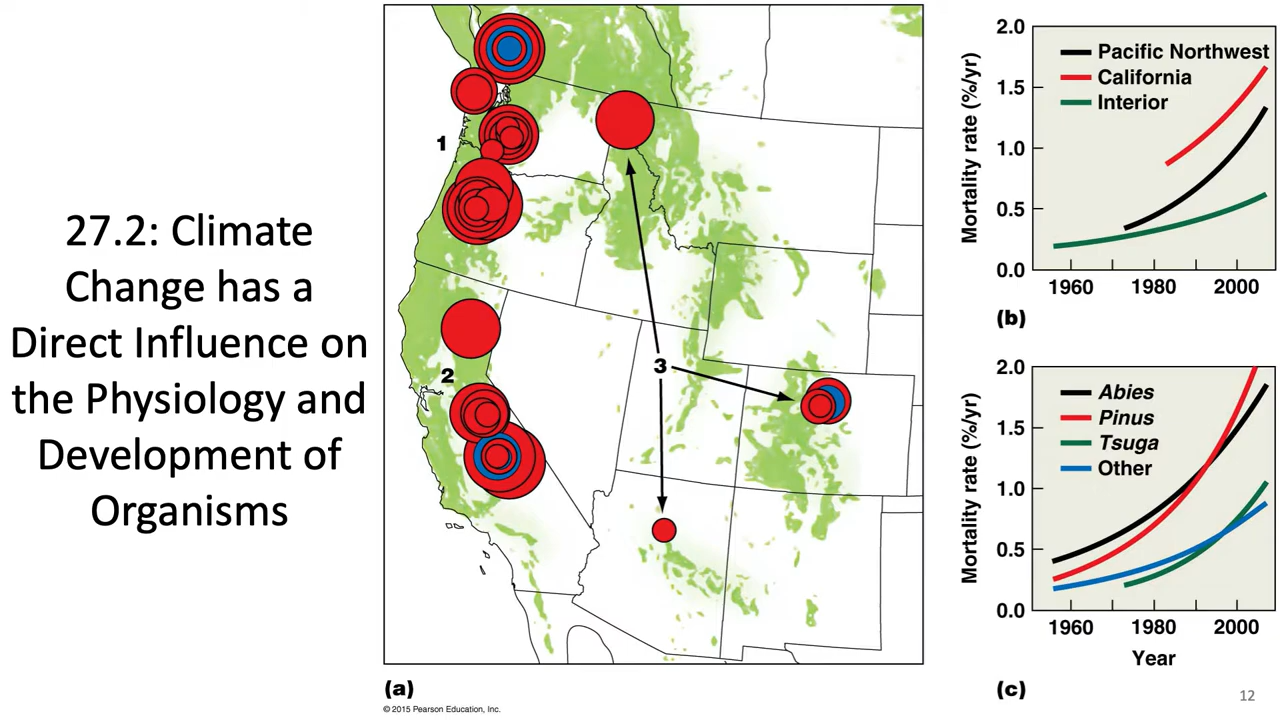 27.2: Climate
Change has a
Direct Influence on
the Physiology and
Development of
Organisms
1
2
3
(a)
© 2015 Pearson Education, Inc.
Mortality rate (%/yr)
2.0
1.5
1.0
0.5
0.0
Pacific Northwest
California
Interior
1960 1980 2000
(b)
Mortality rate (%/yr)
2.0
1.5
1.0
0.5
0.0
Abies
Pinus
Tsuga
Other
1960 1980 2000
Year
(c)
12